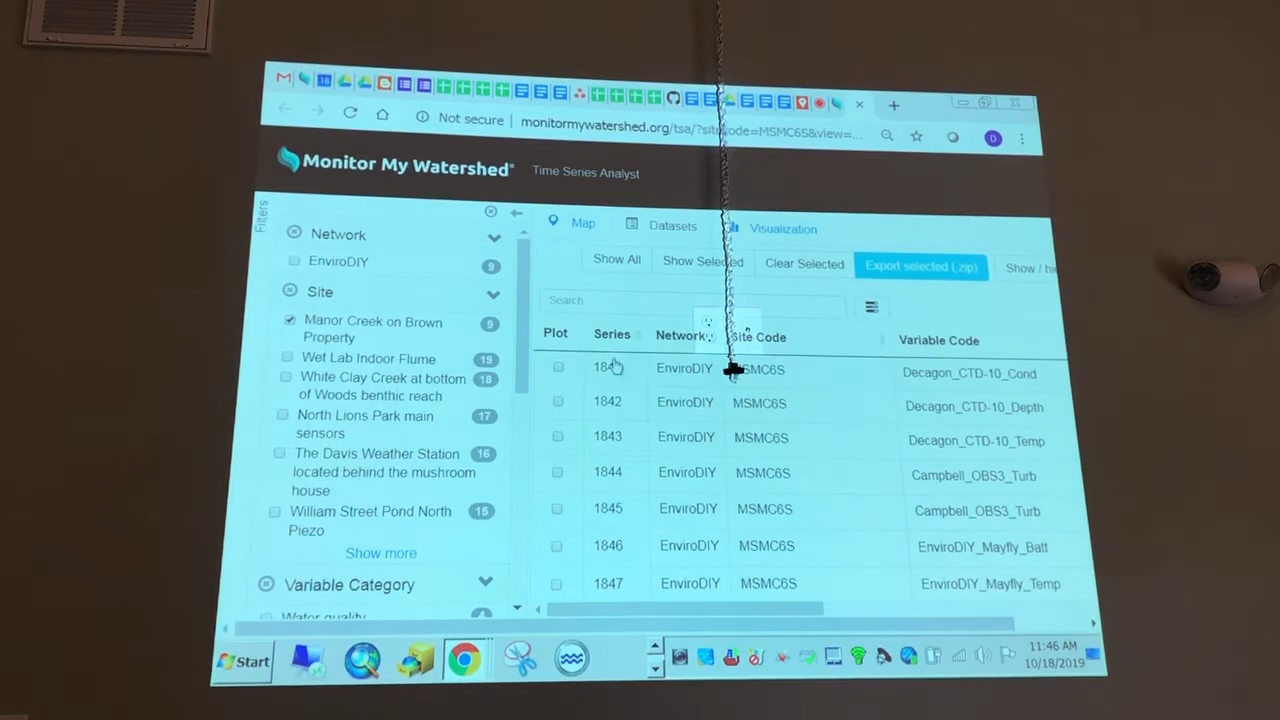 Not secure | monitormywatershed.org/tsa/?sitecode=MSMC6S&view=...
D
Monitor My Watershed® Time Series Analyst
Filters
Map Datasets Visualization
Network
EnviroDIY 9
Show All Show Selected Clear Selected Export selected (.zip) Show / hi
Site
Search
Manor Creek on Brown 9
Property
Plot Series Network Site Code Variable Code
Wet Lab Indoor Flume 19
White Clay Creek at bottom 18
of Woods benthic reach
North Lions Park main 17
sensors
The Davis Weather Station 16
located behind the mushroom
house
William Street Pond North 15
Piezo
Show more
Variable Category
Water quality
EnviroDIY MSMC6S Decagon_CTD-10_Cond
1842 EnviroDIY MSMC6S Decagon_CTD-10_Depth
1843 EnviroDIY MSMC6S Decagon_CTD-10_Temp
1844 EnviroDIY MSMC6S Campbell_OBS3_Turb
1845 EnviroDIY MSMC6S Campbell_OBS3_Turb
1846 EnviroDIY MSMC6S EnviroDIY_Mayfly_Batt
1847 EnviroDIY MSMC6S EnviroDIY_Mayfly_Temp
Start
11:46 AM
10/18/2019